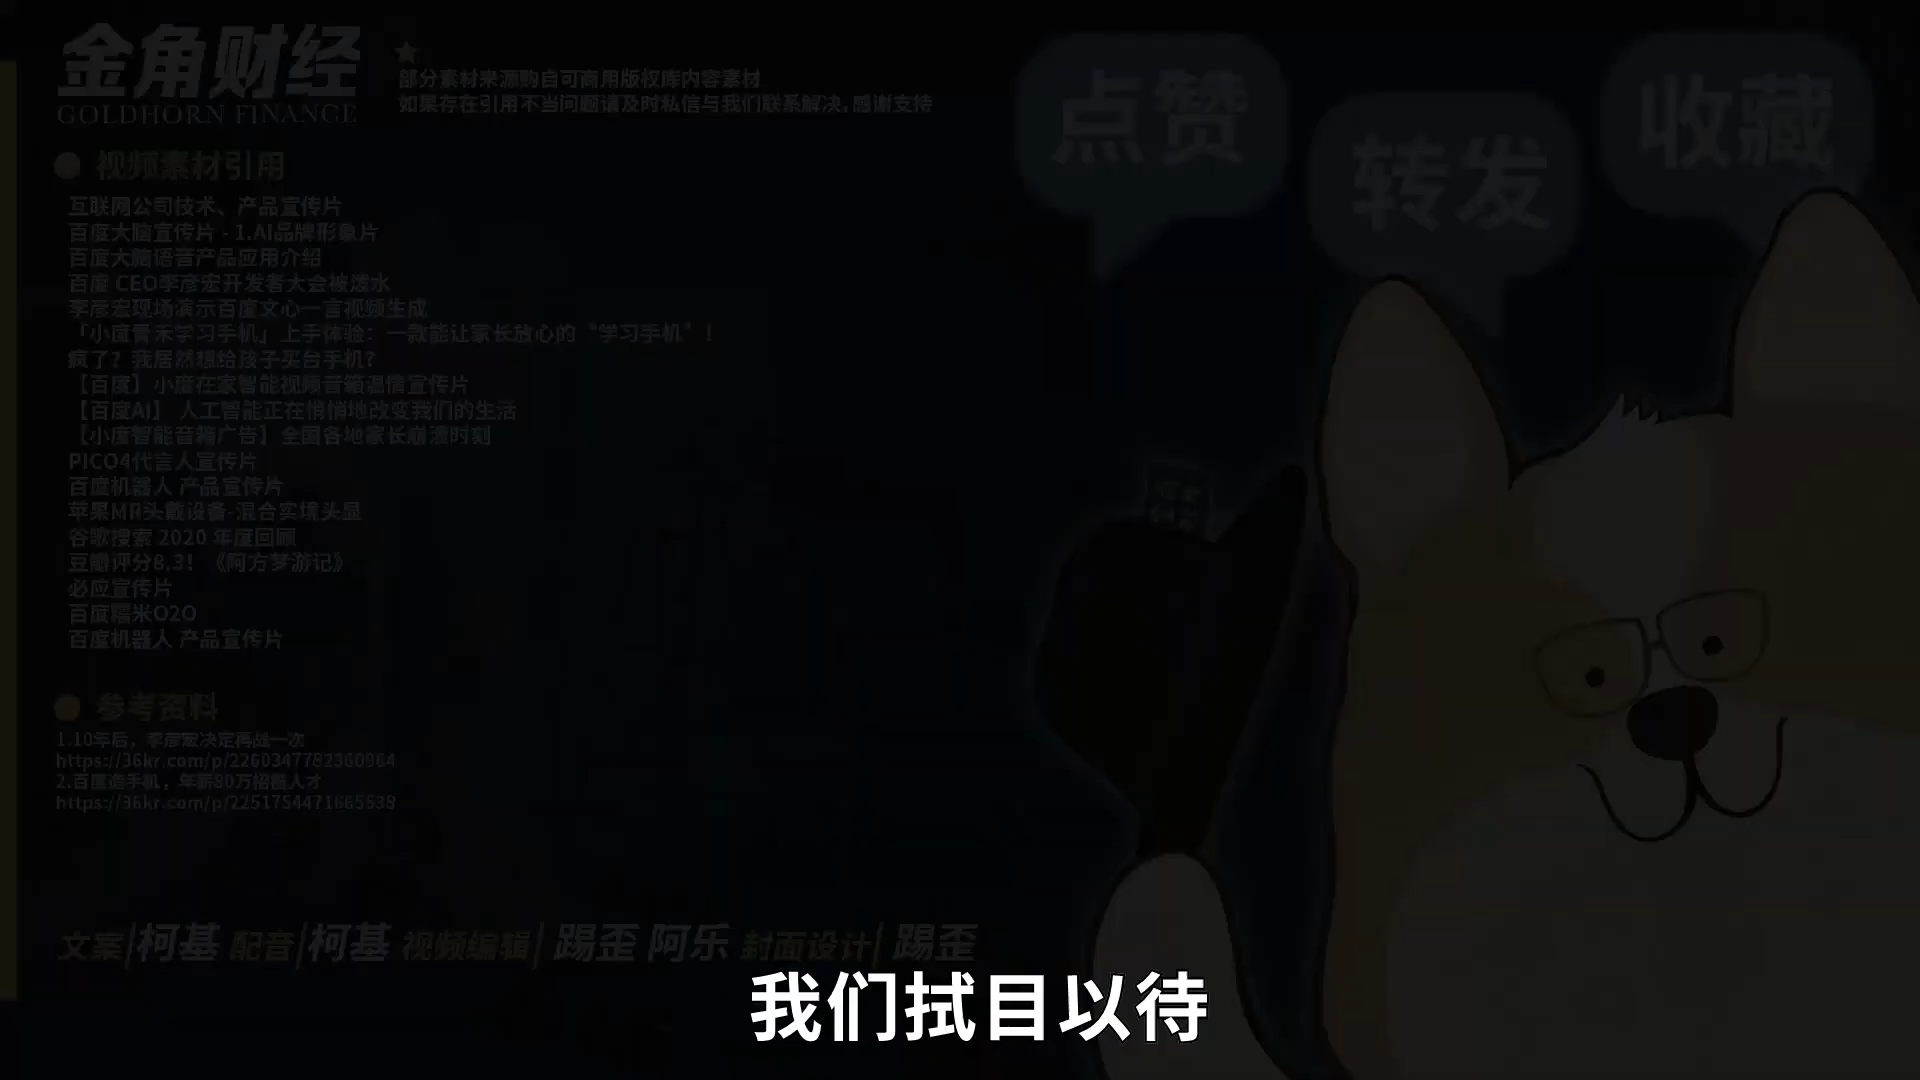 金角财经
GOLDHORN FINANCE
部分素材来源购自可商用版权库内容素材
如果存在引用不当问题请及时私信与我们联系解决,感谢支持
点赞
转发
收藏
视频素材引用
互联网公司技术、产品宣传片
百度大脑宣传片 - 1.AI品牌形象片
百度大脑语音产品应用介绍
百度 CEO李彦宏开发者大会被泼水
李彦宏现场演示百度文心一言视频生成
「小度青禾学习手机」上手体验：一款能让家长放心的“学习手机”！
疯了？我居然想给孩子买台手机？
【百度】小度在家智能视频音箱温情宣传片
【百度AI】 人工智能正在悄悄地改变我们的生活
【小度智能音箱广告】全国各地家长崩溃时刻
PICO4代言人宣传片
百度机器人 产品宣传片
苹果MR头戴设备-混合实境头显
谷歌搜索 2020 年度回顾
豆瓣评分8.3！《阿方梦游记》
必应宣传片
百度糯米O2O
百度机器人 产品宣传片
参考资料
1.10年后，李彦宏决定再战一次
https://36kr.com/p/2260347782360964
2.百度造手机，年薪80万招揽人才
https://36kr.com/p/2251754471665538
文案|柯基 配音|柯基 视频编辑| 踢歪 阿乐 封面设计| 踢歪
我们拭目以待